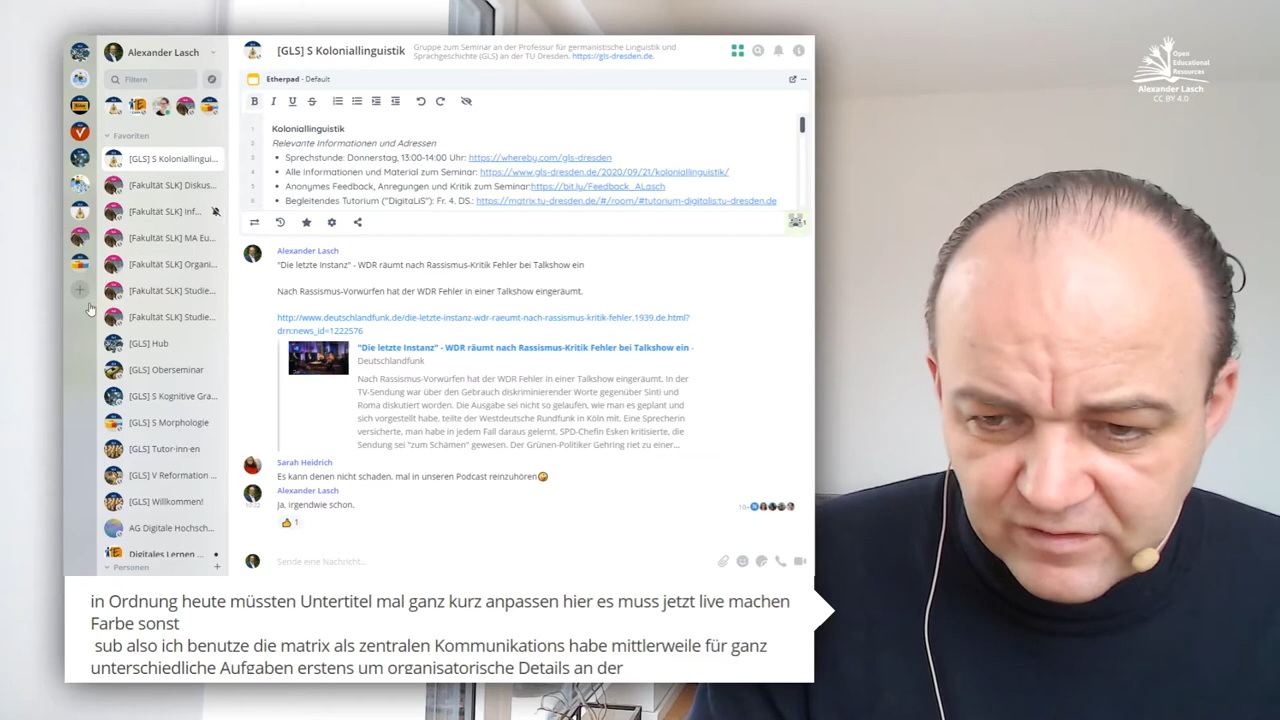 Alexander Lasch
Filtern
Favoriten
[GLS] S Koloniallingui...
[Fakultät SLK] Diskus...
[Fakultät SLK] Inf...
[Fakultät SLK] MA Eu...
[Fakultät SLK] Organi...
[Fakultät SLK] Studie...
[Fakultät SLK] Studie...
[GLS] Hub
[GLS] Oberseminar
[GLS] S Kognitive Gra...
[GLS] S Morphologie
[GLS] Tutor·inn·en
[GLS] V Reformation ...
[GLS] Willkommen!
AG Digitale Hochsch...
Digitales Lernen ...
Personen
[GLS] S Koloniallinguistik
Gruppe zum Seminar an der Professur für germanistische Linguistik und
Sprachgeschichte (GLS) an der TU Dresden. https://gls-dresden.de.
Etherpad - Default
Koloniallinguistik
Relevante Informationen und Adressen
Sprechstunde: Donnerstag, 13:00-14:00 Uhr: https://whereby.com/gls-dresden
Alle Informationen und Material zum Seminar: https://www.gls-dresden.de/2020/09/21/koloniallinguistik/
Anonymes Feedback, Anregungen und Kritik zum Seminar:https://bit.ly/Feedback_ALasch
Begleitendes Tutorium ("DigitaLiS"): Fr. 4. DS.: https://matrix.tu-dresden.de/#/room/#tutorium-digitalis:tu-dresden.de
Alexander Lasch
"Die letzte Instanz" - WDR räumt nach Rassismus-Kritik Fehler bei Talkshow ein
Nach Rassismus-Vorwürfen hat der WDR Fehler in einer Talkshow eingeräumt.
http://www.deutschlandfunk.de/die-letzte-instanz-wdr-raeumt-nach-rassismus-kritik-fehler.1939.de.html?
drn:news_id=1222576
"Die letzte Instanz" - WDR räumt nach Rassismus-Kritik Fehler bei Talkshow ein -
Deutschlandfunk
Nach Rassismus-Vorwürfen hat der WDR Fehler in einer Talkshow eingeräumt. In der
TV-Sendung war über den Gebrauch diskriminierender Worte gegenüber Sinti und
Roma diskutiert worden. Die Ausgabe sei nicht so gelaufen, wie man es geplant und
sich vorgestellt habe, teilte der Westdeutsche Rundfunk in Köln mit. Eine Sprecherin
versicherte, man habe in jedem Fall daraus gelernt. SPD-Chefin Esken kritisierte, die
Sendung sei "zum Schämen" gewesen. Der Grünen-Politiker Gehring riet zu einer...
Sarah Heidrich
Es kann denen nicht schaden, mal in unseren Podcast reinzuhören
Alexander Lasch
10:22 Ja, irgendwie schon.
1
Sende eine Nachricht...
in Ordnung heute müssten Untertitel mal ganz kurz anpassen hier es muss jetzt live machen
Farbe sonst
sub also ich benutze die matrix als zentralen Kommunikations habe mittlerweile für ganz
unterschiedliche Aufgaben erstens um organisatorische Details an der
Open
Educational
Resources
Alexander Lasch
CC BY 4.0